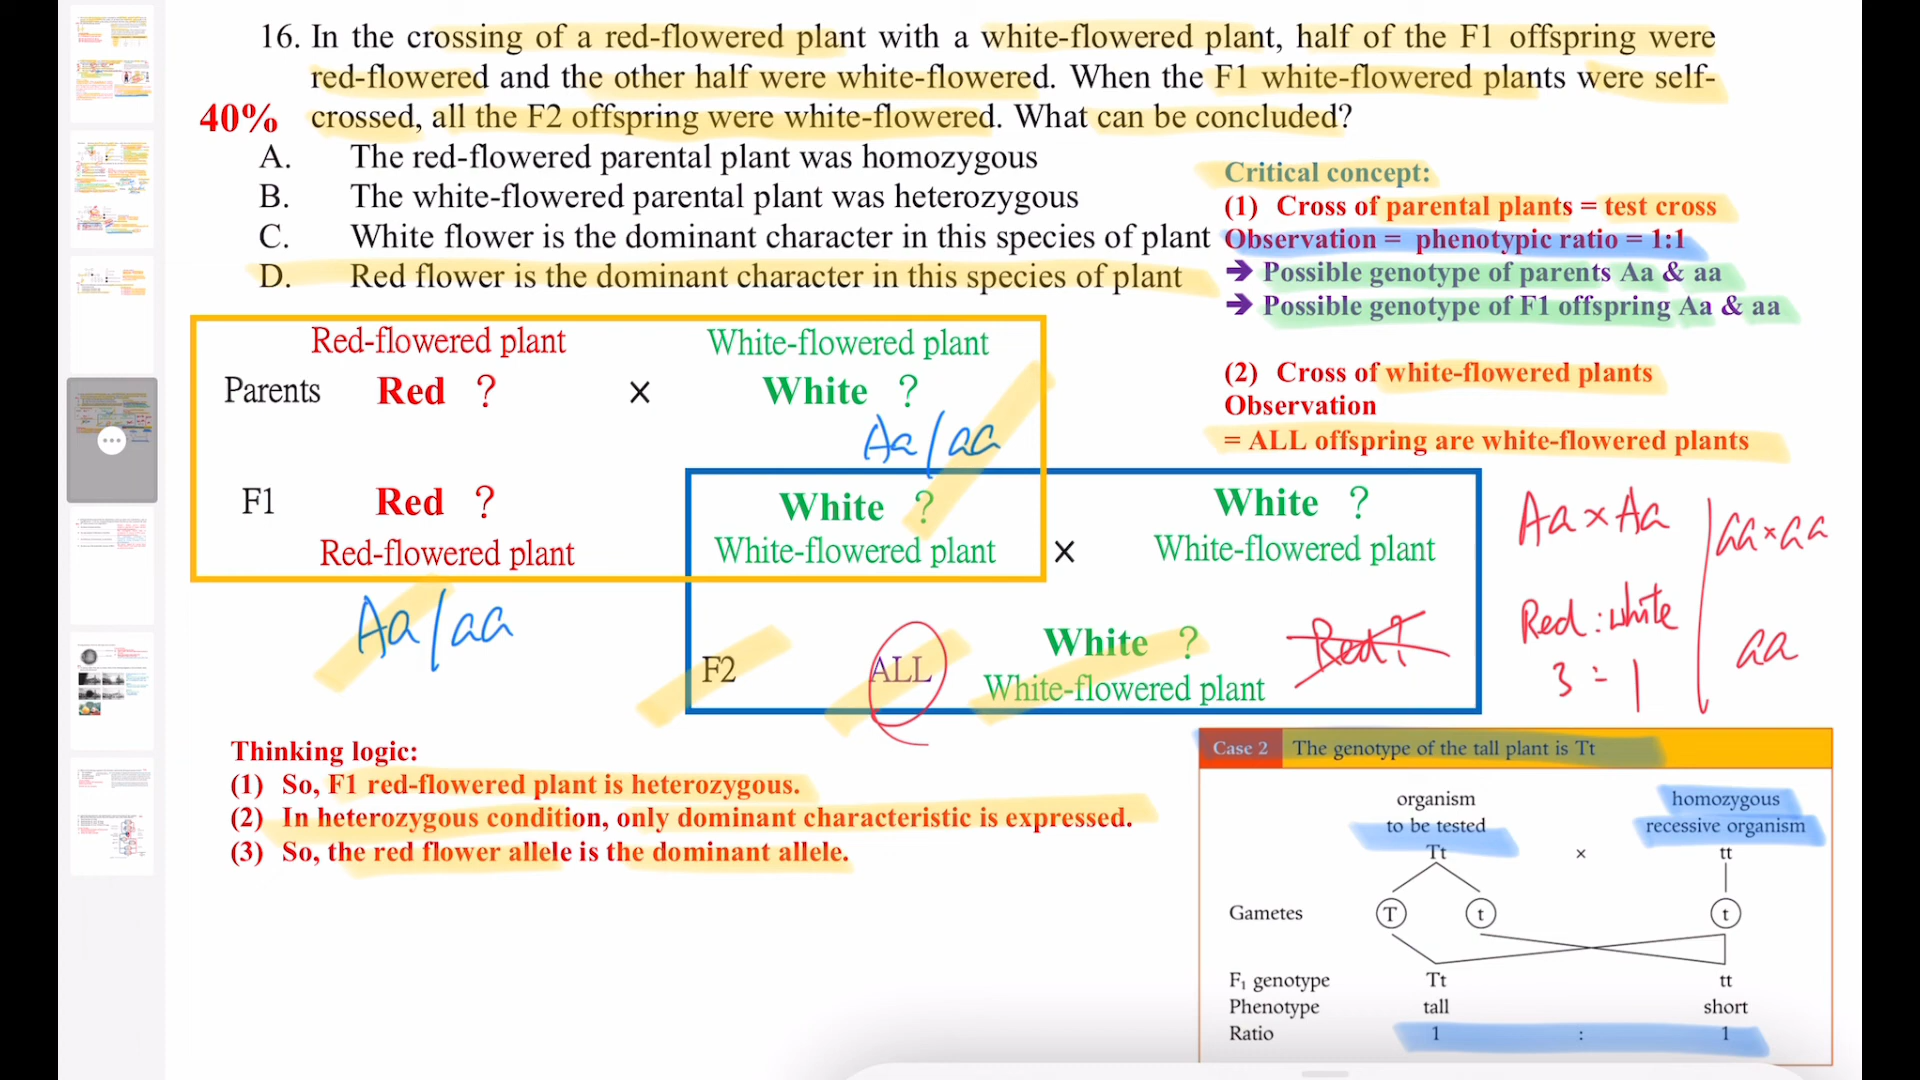 16. In the crossing of a red-flowered plant with a white-flowered plant, half of the F1 offspring were
red-flowered and the other half were white-flowered. When the F1 white-flowered plants were self-
40% crossed, all the F2 offspring were white-flowered. What can be concluded?
A. The red-flowered parental plant was homozygous
B. The white-flowered parental plant was heterozygous
C. White flower is the dominant character in this species of plant
D. Red flower is the dominant character in this species of plant
Critical concept:
(1) Cross of parental plants = test cross
Observation = phenotypic ratio = 1:1
➔ Possible genotype of parents Aa & aa
➔ Possible genotype of F1 offspring Aa & aa
(2) Cross of white-flowered plants
Observation
= ALL offspring are white-flowered plants
Red-flowered plant White-flowered plant
Parents Red ? × White ?
Aa/aa
F1 Red ? White ? White ?
Red-flowered plant White-flowered plant × White-flowered plant
Aa/aa
F2 ALL White ? Red?
White-flowered plant
Aa×Aa aa×aa
Red:white aa
3:1
Thinking logic:
(1) So, F1 red-flowered plant is heterozygous.
(2) In heterozygous condition, only dominant characteristic is expressed.
(3) So, the red flower allele is the dominant allele.
Case 2 The genotype of the tall plant is Tt
organism homozygous
to be tested recessive organism
Tt × tt
Gametes T t t
F₁ genotype Tt tt
Phenotype tall short
Ratio 1 : 1